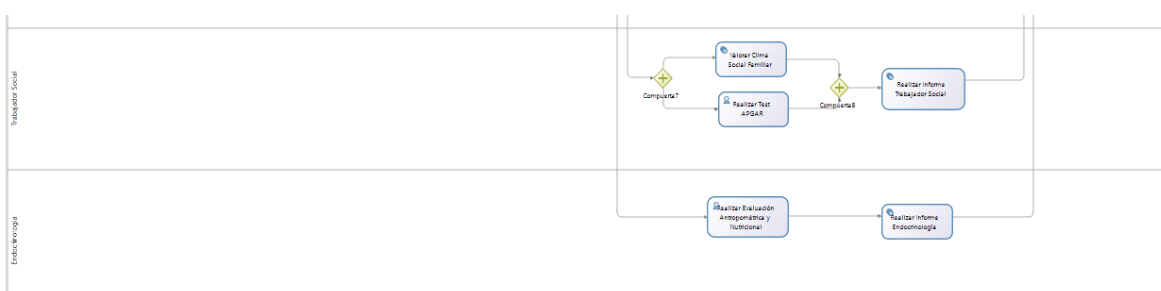 Trabajador Social
Valorar Clima
Social Familiar
Compuerta7
Realizar Test
APGAR
Compuerta8
Realizar Informe
Trabajador Social
Endocrinologia
Realizar Evaluación
Antropométrica y
Nutricional
Realizar Informe
Endocrinología